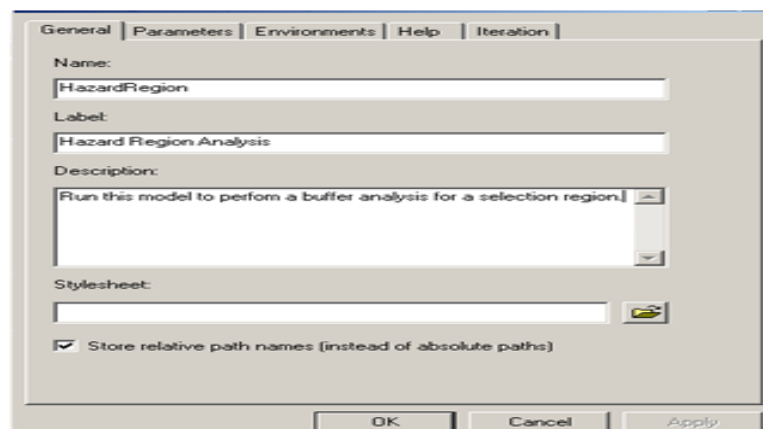 General Parameters Environments Help Iteration
Name:
HazardRegion
Label:
Hazard Region Analysis
Description:
Run this model to perfom a buffer analysis for a selection region.
Stylesheet:
Store relative path names (instead of absolute paths)
OK Cancel Apply